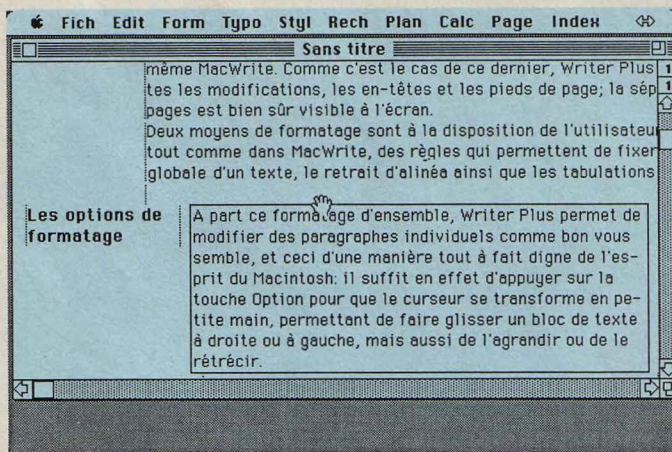 Fich Edit Form Typo Styl Rech Plan Calc Page Index
Sans titre
même MacWrite. Comme c'est le cas de ce dernier, Writer Plus
tes les modifications, les en-têtes et les pieds de page; la sép
pages est bien sûr visible à l'écran.
Deux moyens de formatage sont à la disposition de l'utilisateu
tout comme dans MacWrite, des règles qui permettent de fixer
globale d'un texte, le retrait d'alinéa ainsi que les tabulations
Les options de
formatage
A part ce formatage d'ensemble, Writer Plus permet de
modifier des paragraphes individuels comme bon vous
semble, et ceci d'une manière tout à fait digne de l'es-
prit du Macintosh: il suffit en effet d'appuyer sur la
touche Option pour que le curseur se transforme en pe-
tite main, permettant de faire glisser un bloc de texte
à droite ou à gauche, mais aussi de l'agrandir ou de le
rétrécir.